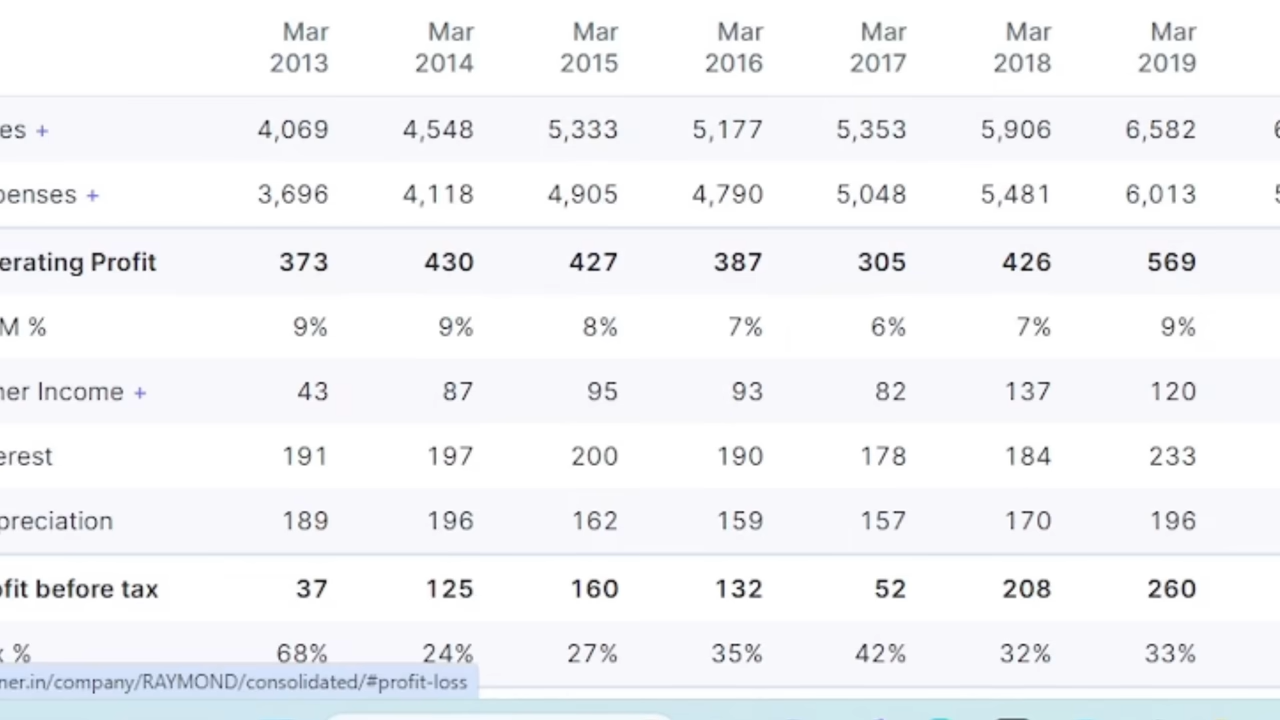 Mar Mar Mar Mar Mar Mar Mar
2013 2014 2015 2016 2017 2018 2019
es + 4,069 4,548 5,333 5,177 5,353 5,906 6,582
penses + 3,696 4,118 4,905 4,790 5,048 5,481 6,013
erating Profit 373 430 427 387 305 426 569
M % 9% 9% 8% 7% 6% 7% 9%
ner Income + 43 87 95 93 82 137 120
erest 191 197 200 190 178 184 233
preciation 189 196 162 159 157 170 196
ofit before tax 37 125 160 132 52 208 260
x % 68% 24% 27% 35% 42% 32% 33%
ner.in/company/RAYMOND/consolidated/#profit-loss